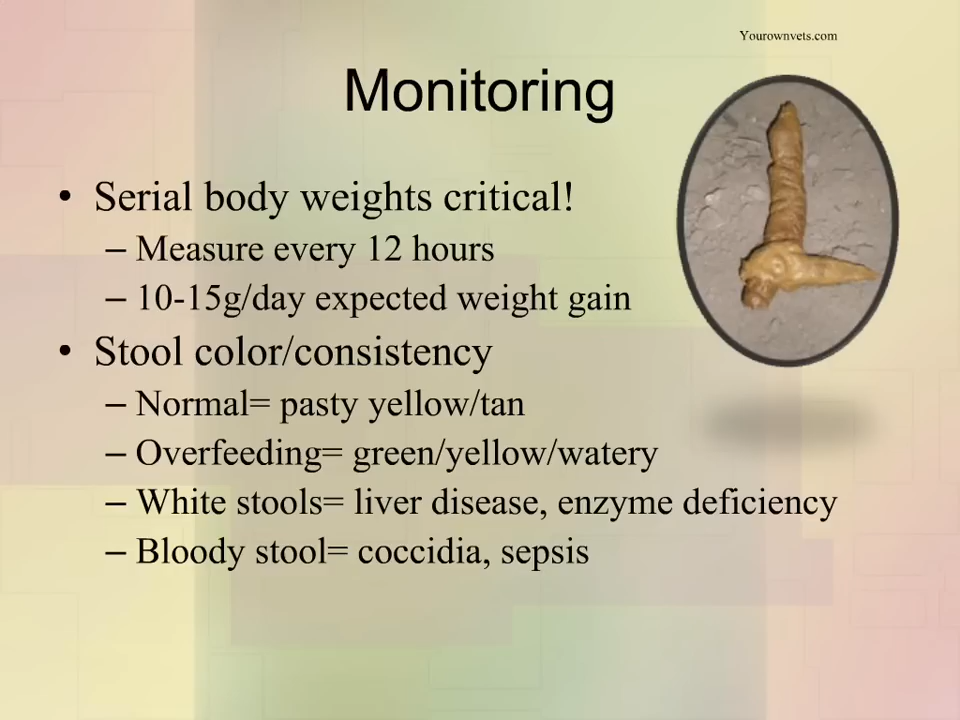 Yourownvets.com
Monitoring
• Serial body weights critical!
– Measure every 12 hours
– 10-15g/day expected weight gain
• Stool color/consistency
– Normal= pasty yellow/tan
– Overfeeding= green/yellow/watery
– White stools= liver disease, enzyme deficiency
– Bloody stool= coccidia, sepsis